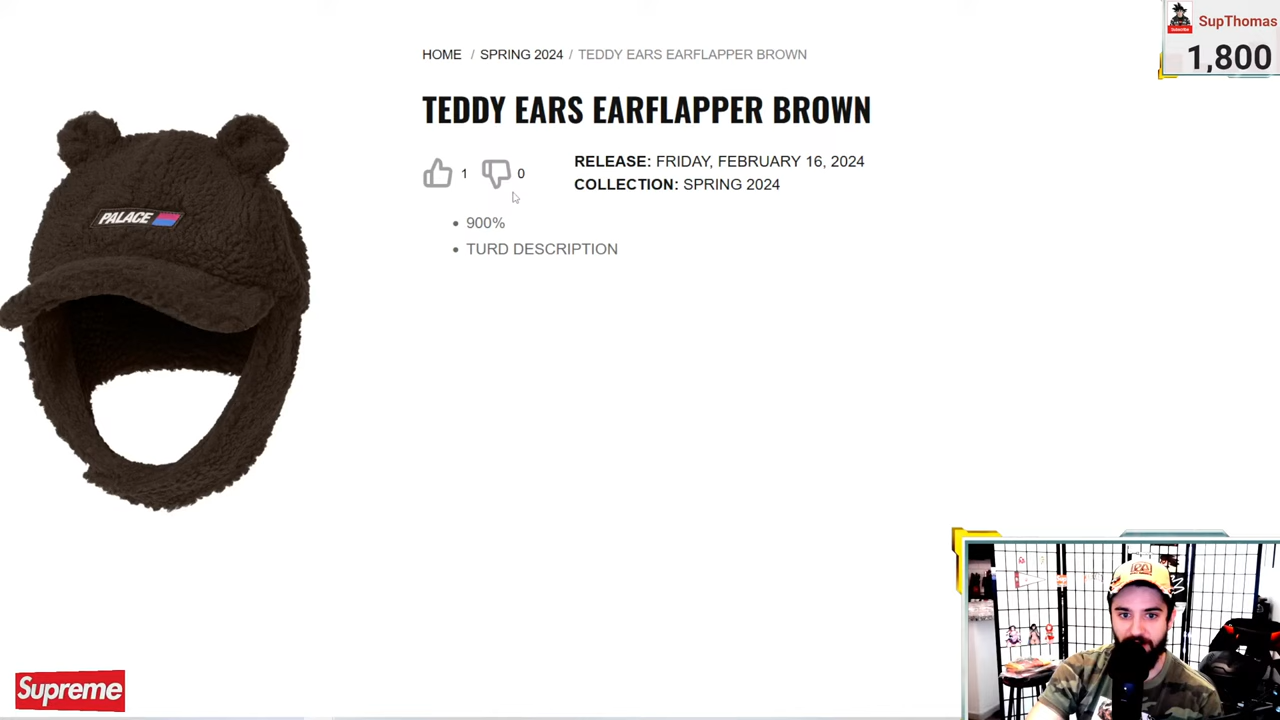 SupThomas
Subscribe
1,800
HOME / SPRING 2024 / TEDDY EARS EARFLAPPER BROWN
TEDDY EARS EARFLAPPER BROWN
1 0
RELEASE: FRIDAY, FEBRUARY 16, 2024
COLLECTION: SPRING 2024
• 900%
• TURD DESCRIPTION
PALACE
Supreme